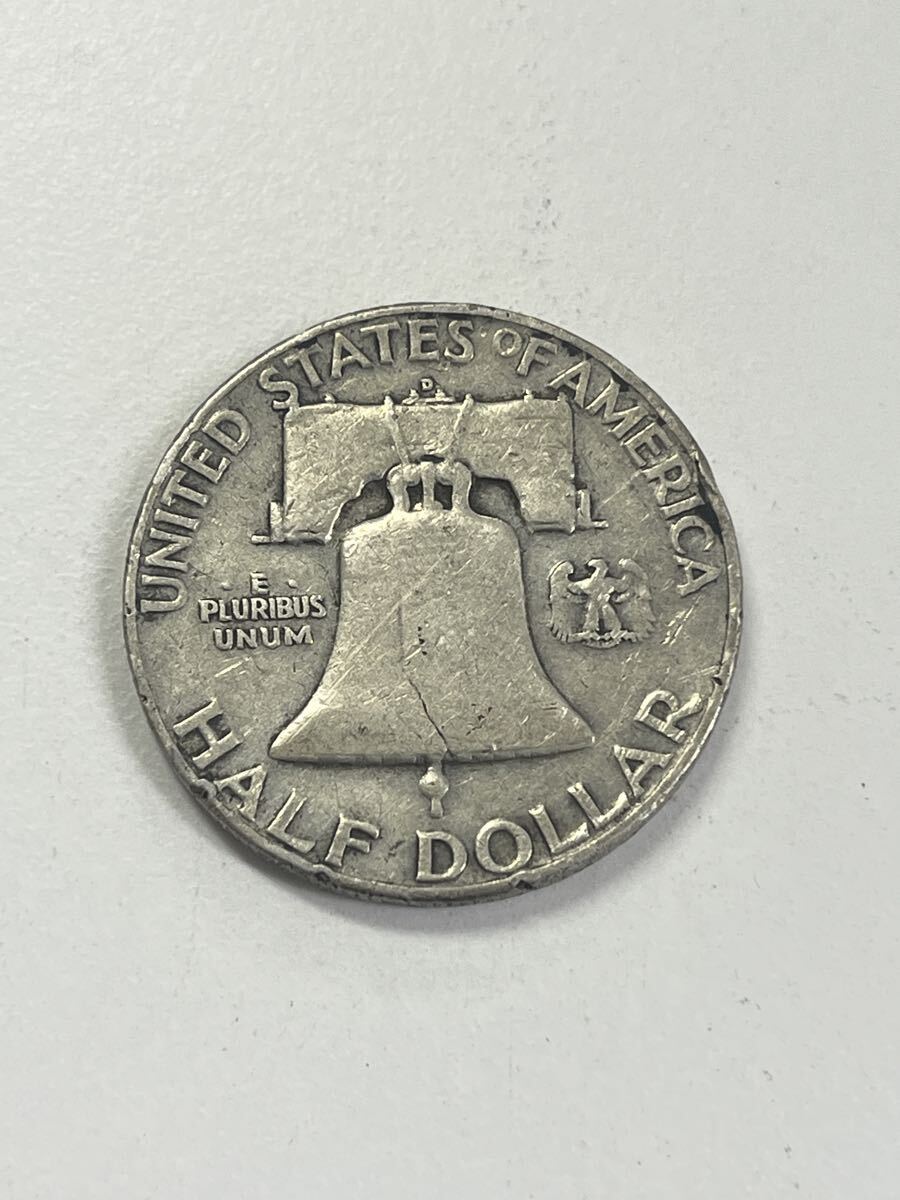 UNITED STATES OF AMERICA
D
· E ·
PLURIBUS
UNUM
HALF DOLLAR